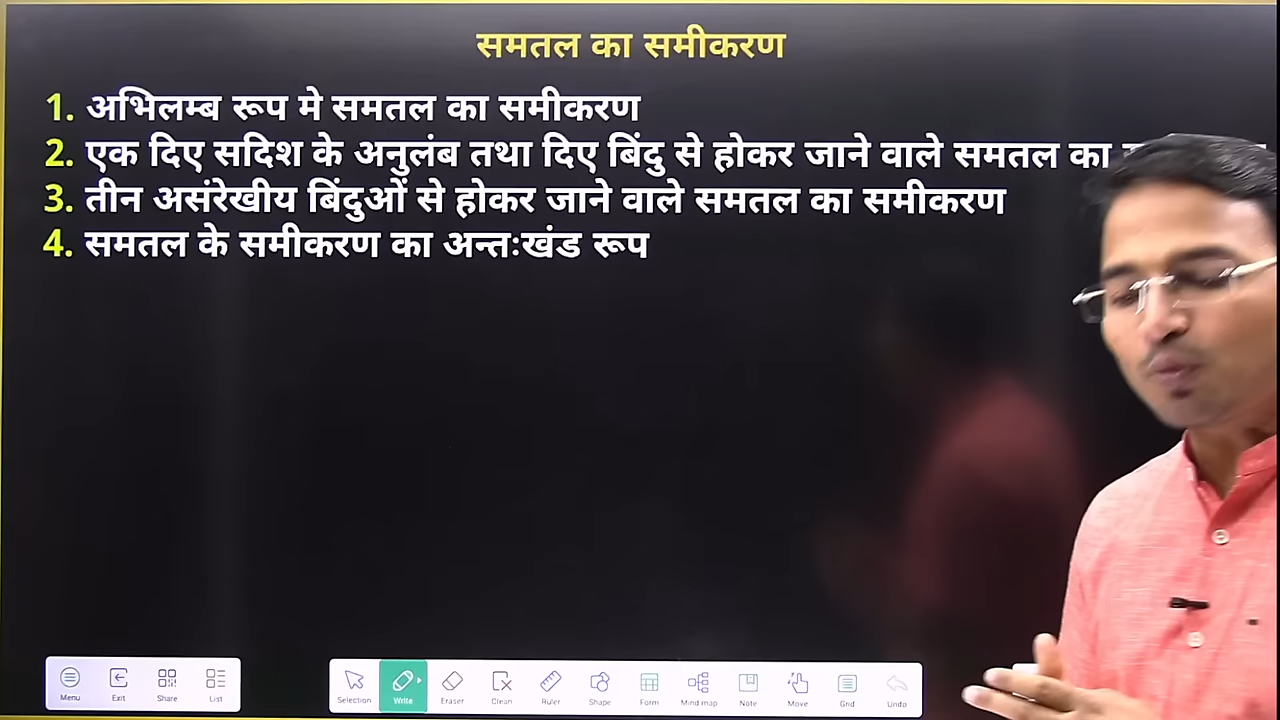 समतल का समीकरण
1. अभिलम्ब रूप मे समतल का समीकरण
2. एक दिए सदिश के अनुलंब तथा दिए बिंदु से होकर जाने वाले समतल का
3. तीन असंरेखीय बिंदुओं से होकर जाने वाले समतल का समीकरण
4. समतल के समीकरण का अन्तःखंड रूप
Menu Exit Share List Selection Write Eraser Clean Ruler Shape Form Mind map Note Move Grid Undo